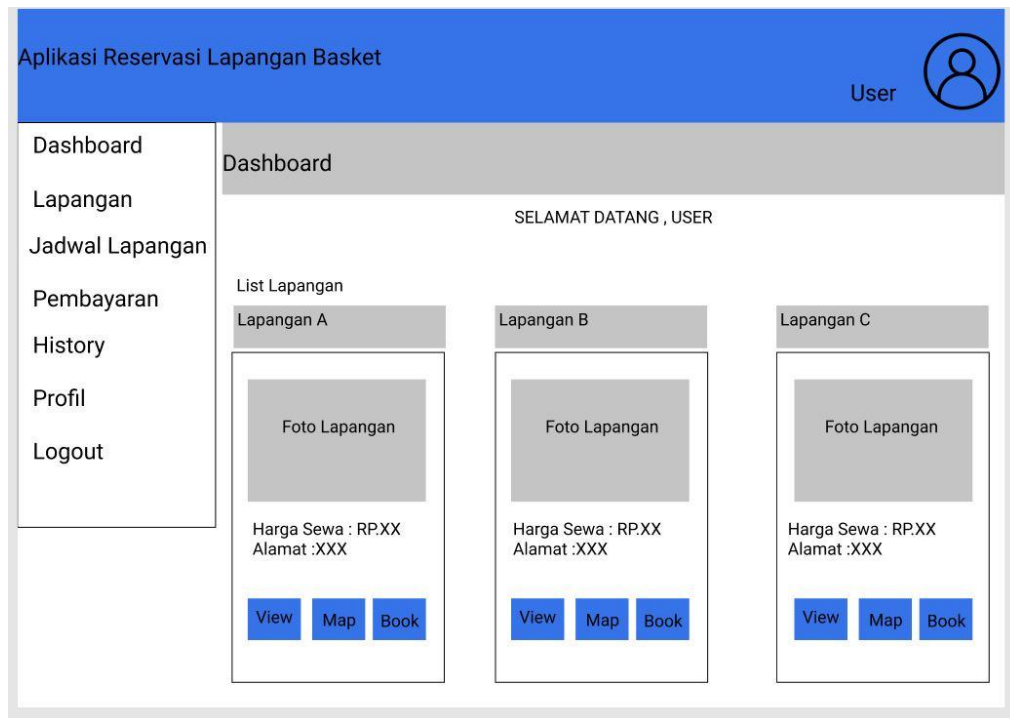 Aplikasi Reservasi Lapangan Basket
User
Dashboard
Lapangan
Jadwal Lapangan
Pembayaran
History
Profil
Logout
Dashboard
SELAMAT DATANG , USER
List Lapangan
Lapangan A
Foto Lapangan
Harga Sewa : RP.XX
Alamat :XXX
View Map Book
Lapangan B
Foto Lapangan
Harga Sewa : RP.XX
Alamat :XXX
View Map Book
Lapangan C
Foto Lapangan
Harga Sewa : RP.XX
Alamat :XXX
View Map Book